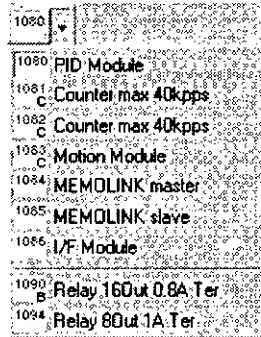 1080
1080 PID Module
1081 C Counter max 40kpps
1082 C Counter max 40kpps
1083 C Motion Module
1084 MEMOLINK master
1085 MEMOLINK slave
1086 I/F Module
1090 B Relay 16Out 0.8A Ter
1094 Relay 8Out 1A Ter